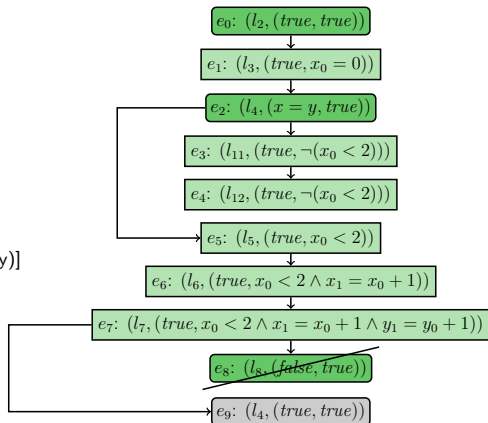 e₀: (l₂, (true, true))
e₁: (l₃, (true, x₀ = 0))
e₂: (l₄, (x = y, true))
e₃: (l₁₁, (true, ¬(x₀ < 2)))
e₄: (l₁₂, (true, ¬(x₀ < 2)))
e₅: (l₅, (true, x₀ < 2))
y)]
e₆: (l₆, (true, x₀ < 2 ∧ x₁ = x₀ + 1))
e₇: (l₇, (true, x₀ < 2 ∧ x₁ = x₀ + 1 ∧ y₁ = y₀ + 1))
e₈: (l₈, (false, true))
e₉: (l₄, (true, true))